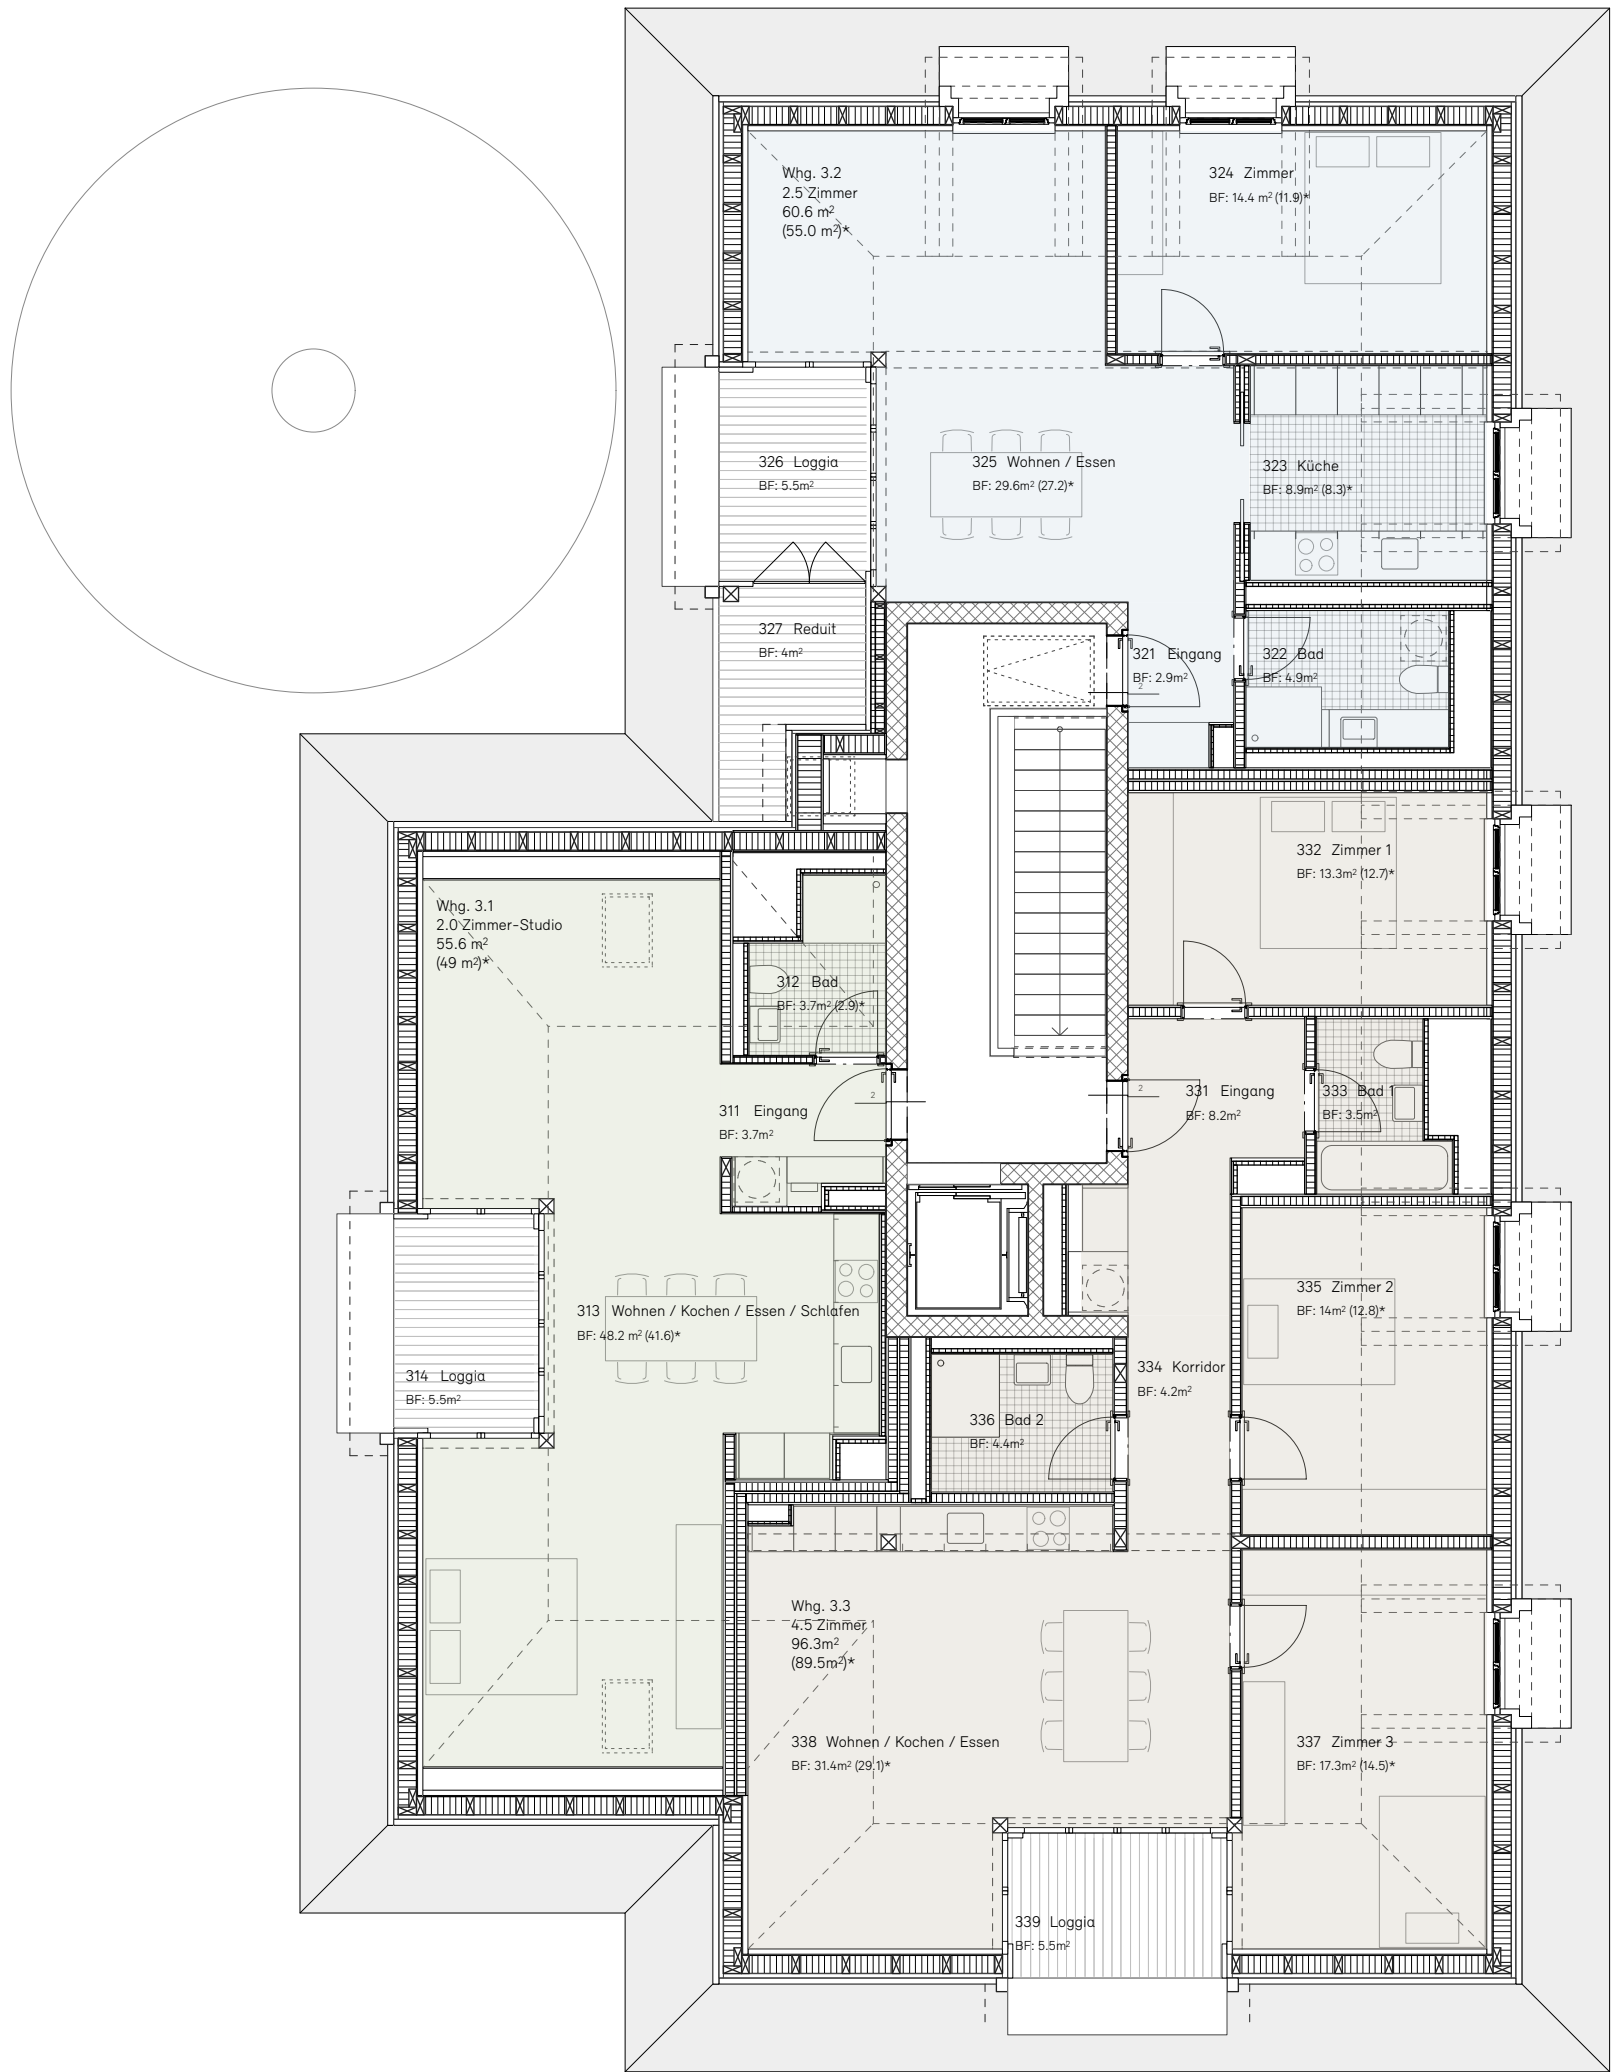 Whg. 3.2
2.5 Zimmer
60.6 m²
(55.0 m²)*
324 Zimmer
BF: 14.4 m² (11.9)*
326 Loggia
BF: 5.5m²
325 Wohnen / Essen
BF: 29.6m² (27.2)*
323 Küche
BF: 8.9m² (8.3)*
327 Reduit
BF: 4m²
321 Eingang
BF: 2.9m²
2
322 Bad
BF: 4.9m²
332 Zimmer 1
BF: 13.3m² (12.7)*
Whg. 3.1
2.0 Zimmer-Studio
55.6 m²
(49 m²)*
312 Bad
BF: 3.7m² (2.9)*
311 Eingang
BF: 3.7m²
2
2
331 Eingang
BF: 8.2m²
333 Bad 1
BF: 3.5m²
313 Wohnen / Kochen / Essen / Schlafen
BF: 48.2 m² (41.6)*
335 Zimmer 2
BF: 14m² (12.8)*
314 Loggia
BF: 5.5m²
334 Korridor
BF: 4.2m²
336 Bad 2
BF: 4.4m²
Whg. 3.3
4.5 Zimmer
96.3m²
(89.5m²)*
338 Wohnen / Kochen / Essen
BF: 31.4m² (29.1)*
337 Zimmer 3
BF: 17.3m² (14.5)*
339 Loggia
BF: 5.5m²